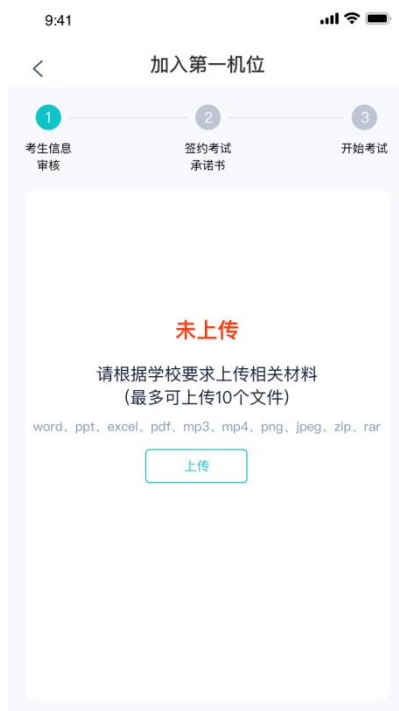 9:41
加入第一机位
1
2
3
考生信息
审核
签约考试
承诺书
开始考试
未上传
请根据学校要求上传相关材料
（最多可上传10个文件）
word、ppt、excel、pdf、mp3、mp4、png、jpeg、zip、rar
上传